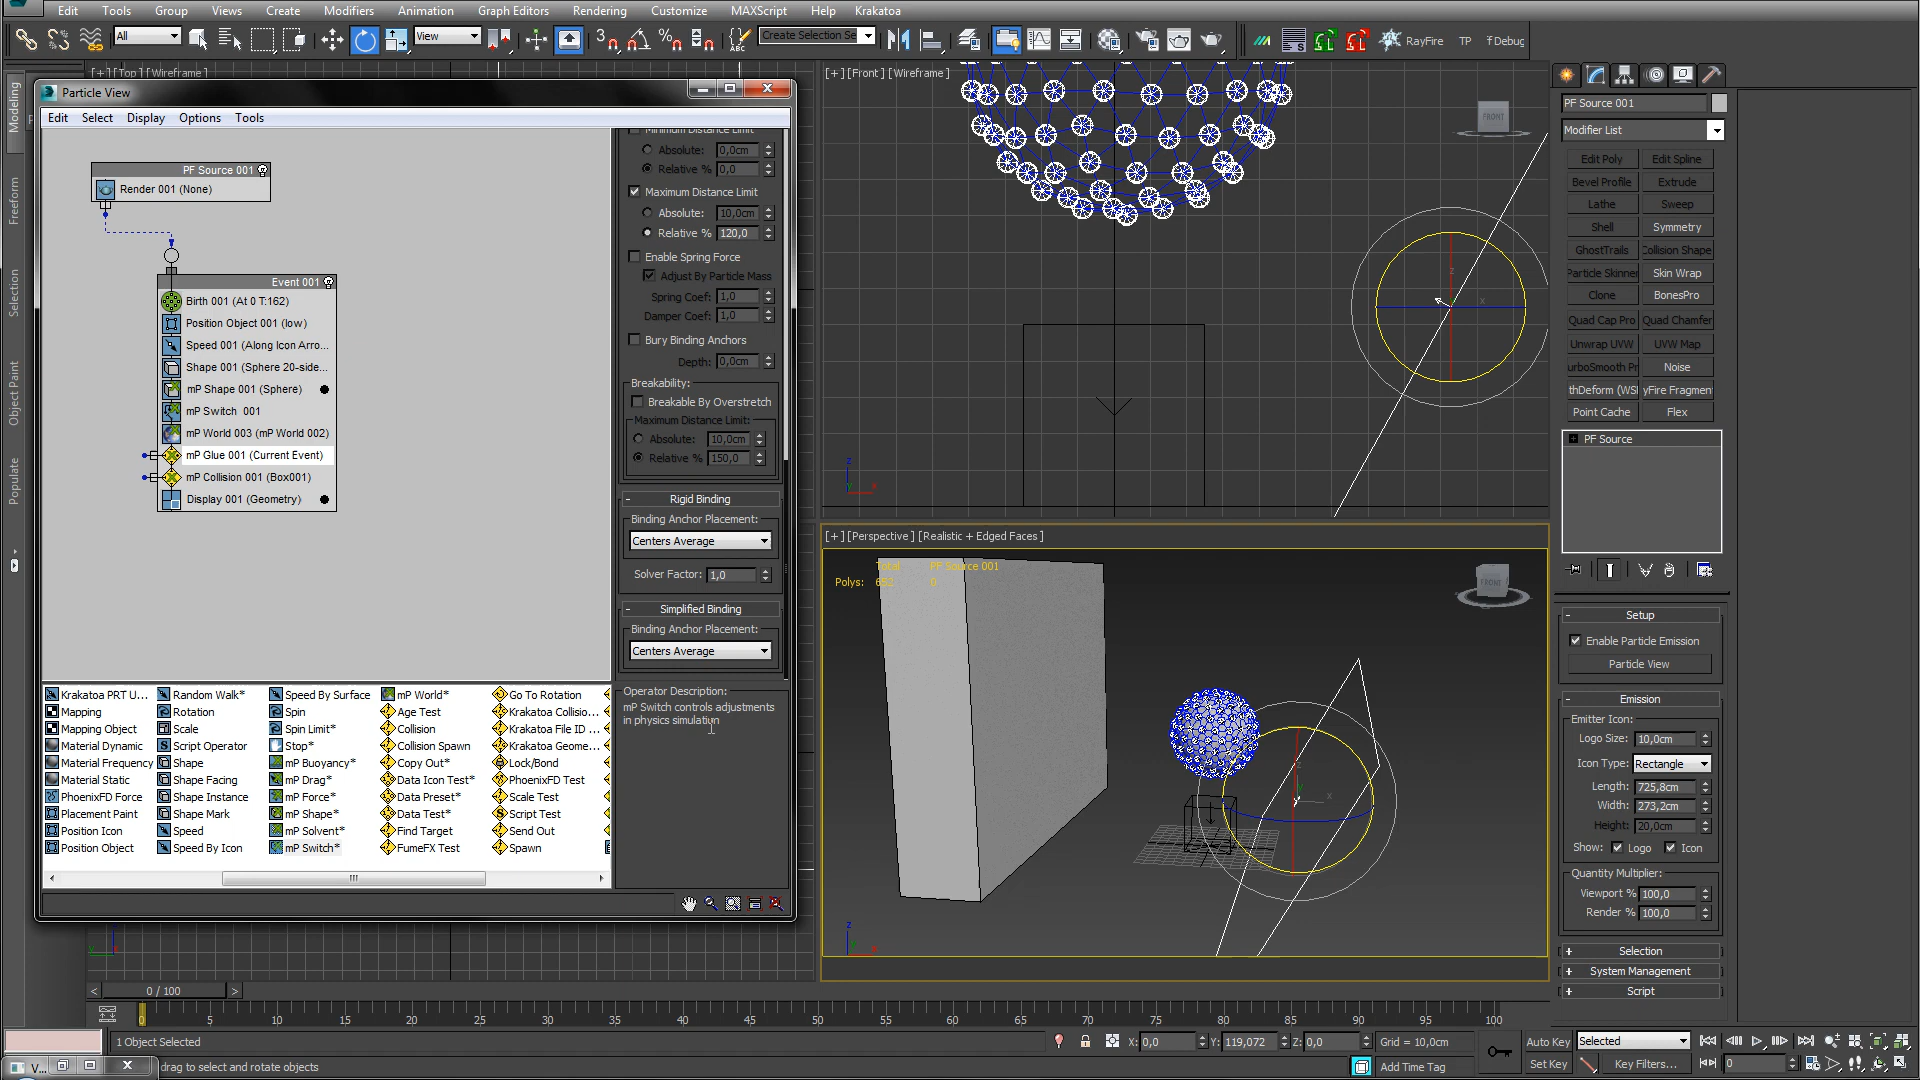 Edit Tools Group Views Create Modifiers Animation Graph Editors Rendering Customize MAXScript Help Krakatoa
All View Create Selection Se RayFire TP fDebug
[+][Top][Wireframe]
Particle View
Edit Select Display Options Tools
PF Source 001
Render 001 (None)
Event 001
Birth 001 (At 0 T:162)
Position Object 001 (low)
Speed 001 (Along Icon Arro...
Shape 001 (Sphere 20-side...
mP Shape 001 (Sphere)
mP Switch 001
mP World 003 (mP World 002)
mP Glue 001 (Current Event)
mP Collision 001 (Box001)
Display 001 (Geometry)
Minimum Distance Limit
Absolute: 0,0cm
Relative % 0,0
Maximum Distance Limit
Absolute: 10,0cm
Relative % 120,0
Enable Spring Force
Adjust By Particle Mass
Spring Coef: 1,0
Damper Coef: 1,0
Bury Binding Anchors
Depth: 0,0cm
Breakability:
Breakable By Overstretch
Maximum Distance Limit:
Absolute: 10,0cm
Relative % 150,0
- Rigid Binding
Binding Anchor Placement:
Centers Average
Solver Factor: 1,0
- Simplified Binding
Binding Anchor Placement:
Centers Average
Operator Description:
mP Switch controls adjustments
in physics simulation
Krakatoa PRT U... Random Walk* Speed By Surface mP World* Go To Rotation
Mapping Rotation Spin Age Test Krakatoa Collisio...
Mapping Object Scale Spin Limit* Collision Krakatoa File ID ...
Material Dynamic Script Operator Stop* Collision Spawn Krakatoa Geome...
Material Frequency Shape mP Buoyancy* Copy Out* Lock/Bond
Material Static Shape Facing mP Drag* Data Icon Test* PhoenixFD Test
PhoenixFD Force Shape Instance mP Force* Data Preset* Scale Test
Placement Paint Shape Mark mP Shape* Data Test* Script Test
Position Icon Speed mP Solvent* Find Target Send Out
Position Object Speed By Icon mP Switch* FumeFX Test Spawn
Modeling
Freeform
Selection
Object Paint
Populate
[+][Front][Wireframe]
FRONT
[+][Perspective][Realistic + Edged Faces]
Total PF Source 001
Polys: 652 0
FRONT
PF Source 001
Modifier List
Edit Poly Edit Spline
Bevel Profile Extrude
Lathe Sweep
Shell Symmetry
GhostTrails Collision Shape
Particle Skinner Skin Wrap
Clone BonesPro
Quad Cap Pro Quad Chamfer
Unwrap UVW UVW Map
urboSmooth Pr Noise
thDeform (WSI yFire Fragmen
Point Cache Flex
PF Source
- Setup
Enable Particle Emission
Particle View
- Emission
Emitter Icon:
Logo Size: 10,0cm
Icon Type: Rectangle
Length: 725,8cm
Width: 273,2cm
Height: 20,0cm
Show: Logo Icon
Quantity Multiplier:
Viewport % 100,0
Render % 100,0
+ Selection
+ System Management
+ Script
< 0 / 100 >
0 5 10 15 20 25 30 35 40 45 50 55 60 65 70 75 80 85 90 95 100
1 Object Selected X: 0,0 Y: 119,072 Z: 0,0 Grid = 10,0cm Auto Key Selected
V... drag to select and rotate objects Add Time Tag Set Key Key Filters... 0